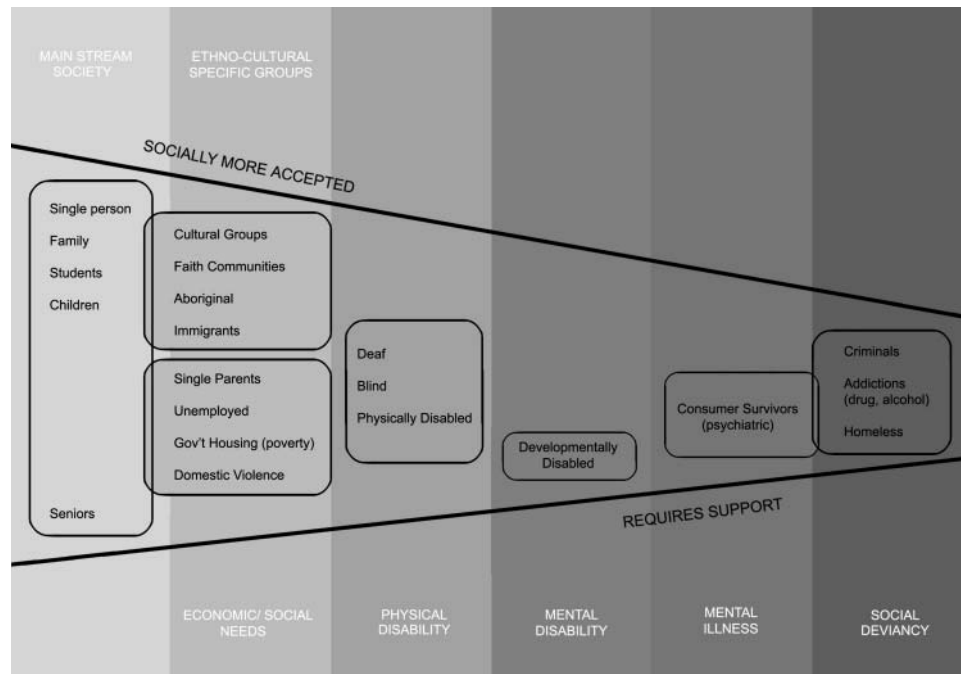 MAIN STREAM
SOCIETY
ETHNO-CULTURAL
SPECIFIC GROUPS
SOCIALLY MORE ACCEPTED
Single person
Family
Students
Children
Seniors
Cultural Groups
Faith Communities
Aboriginal
Immigrants
Single Parents
Unemployed
Gov't Housing (poverty)
Domestic Violence
Deaf
Blind
Physically Disabled
Developmentally
Disabled
Consumer Survivors
(psychiatric)
Criminals
Addictions
(drug, alcohol)
Homeless
REQUIRES SUPPORT
ECONOMIC/ SOCIAL
NEEDS
PHYSICAL
DISABILITY
MENTAL
DISABILITY
MENTAL
ILLNESS
SOCIAL
DEVIANCY